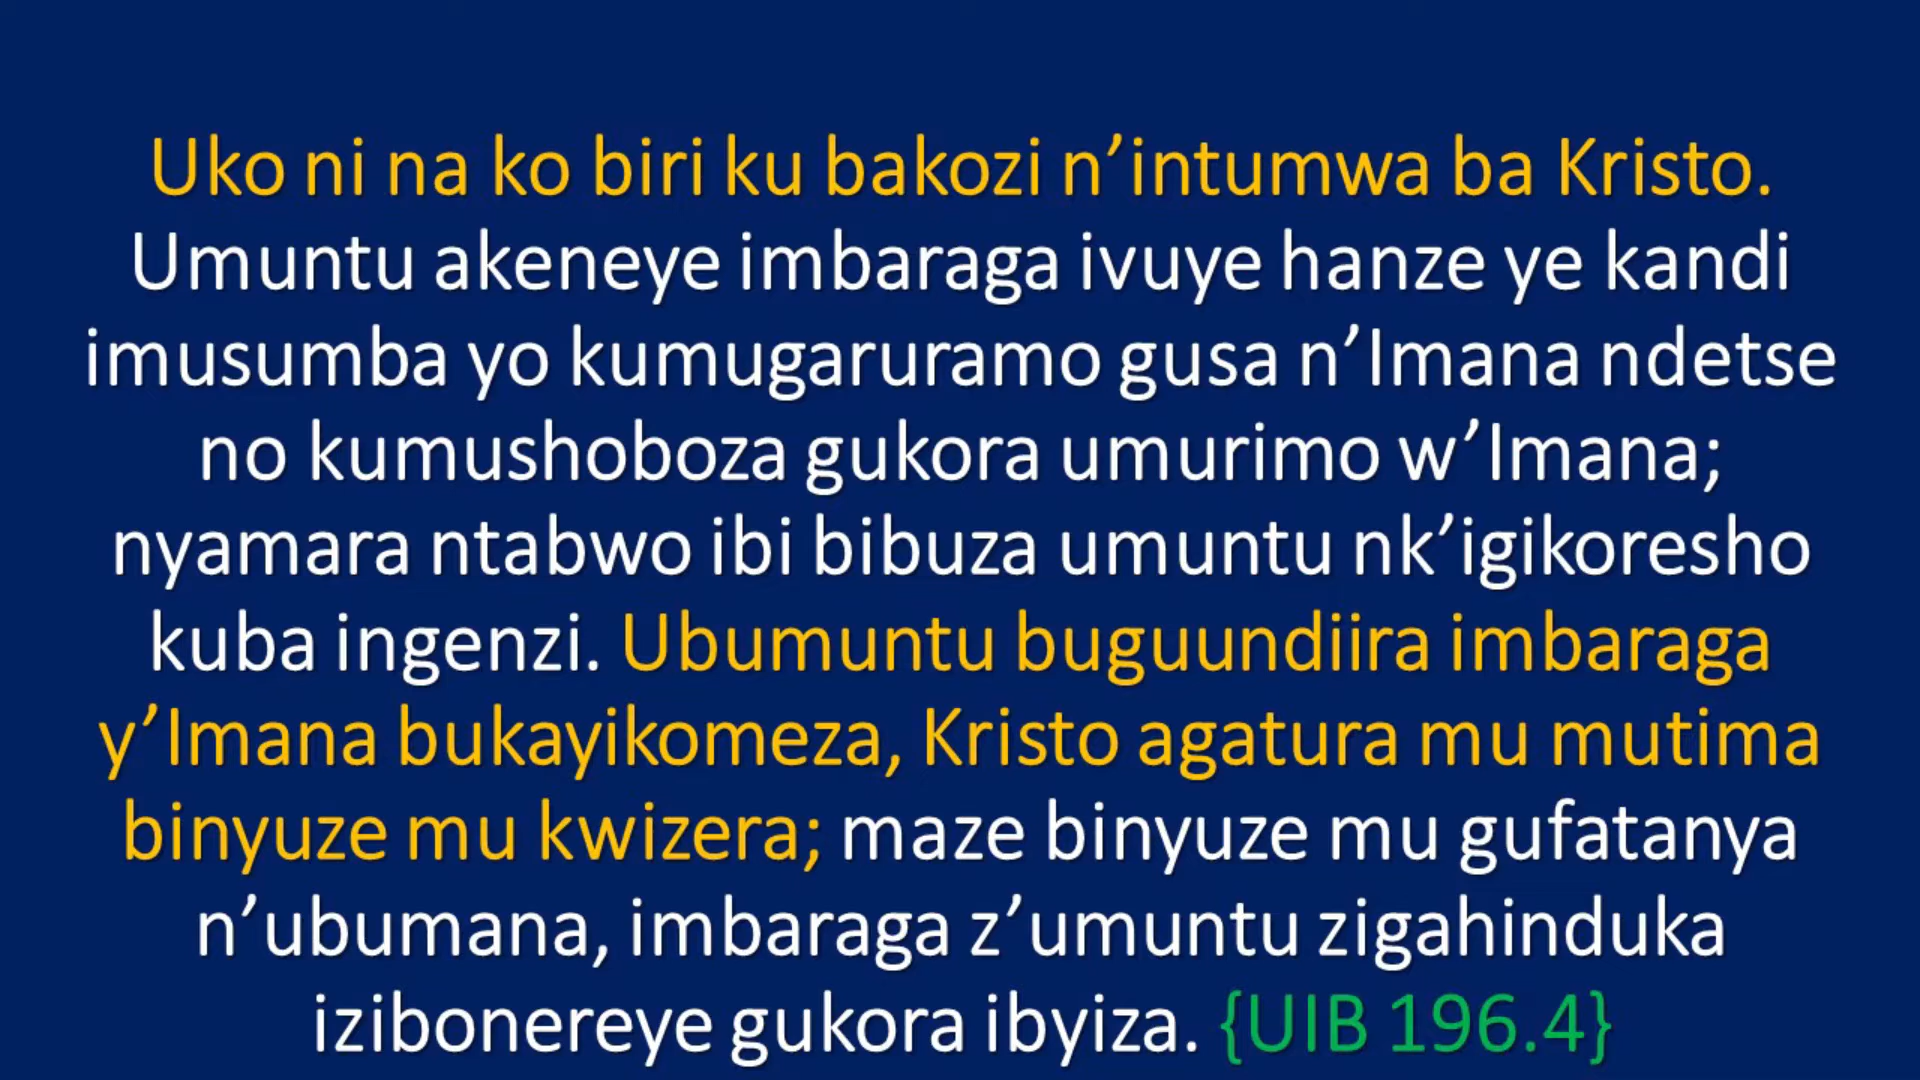 Uko ni na ko biri ku bakozi n’intumwa ba Kristo.
Umuntu akeneye imbaraga ivuye hanze ye kandi
imusumba yo kumugaruramo gusa n’Imana ndetse
no kumushoboza gukora umurimo w’Imana;
nyamara ntabwo ibi bibuza umuntu nk’igikoresho
kuba ingenzi. Ubumuntu buguundiira imbaraga
y’Imana bukayikomeza, Kristo agatura mu mutima
binyuze mu kwizera; maze binyuze mu gufatanya
n’ubumana, imbaraga z’umuntu zigahinduka
izibonereye gukora ibyiza. {UIB 196.4}